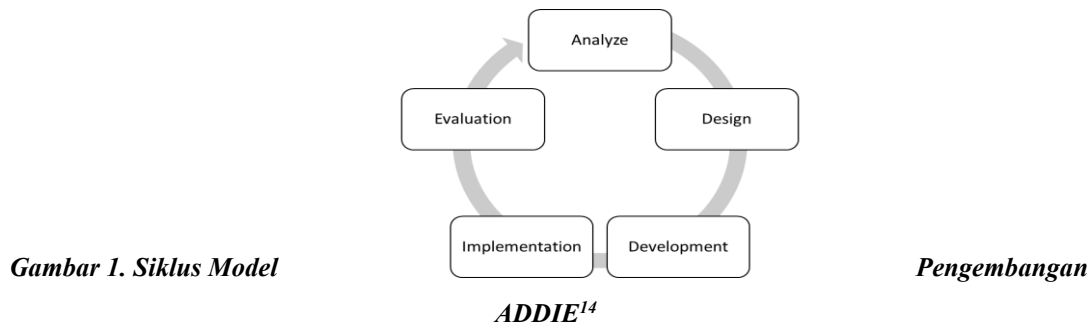 Analyze
Evaluation
Design
Implementation
Development
Gambar 1. Siklus Model Pengembangan
ADDIE14